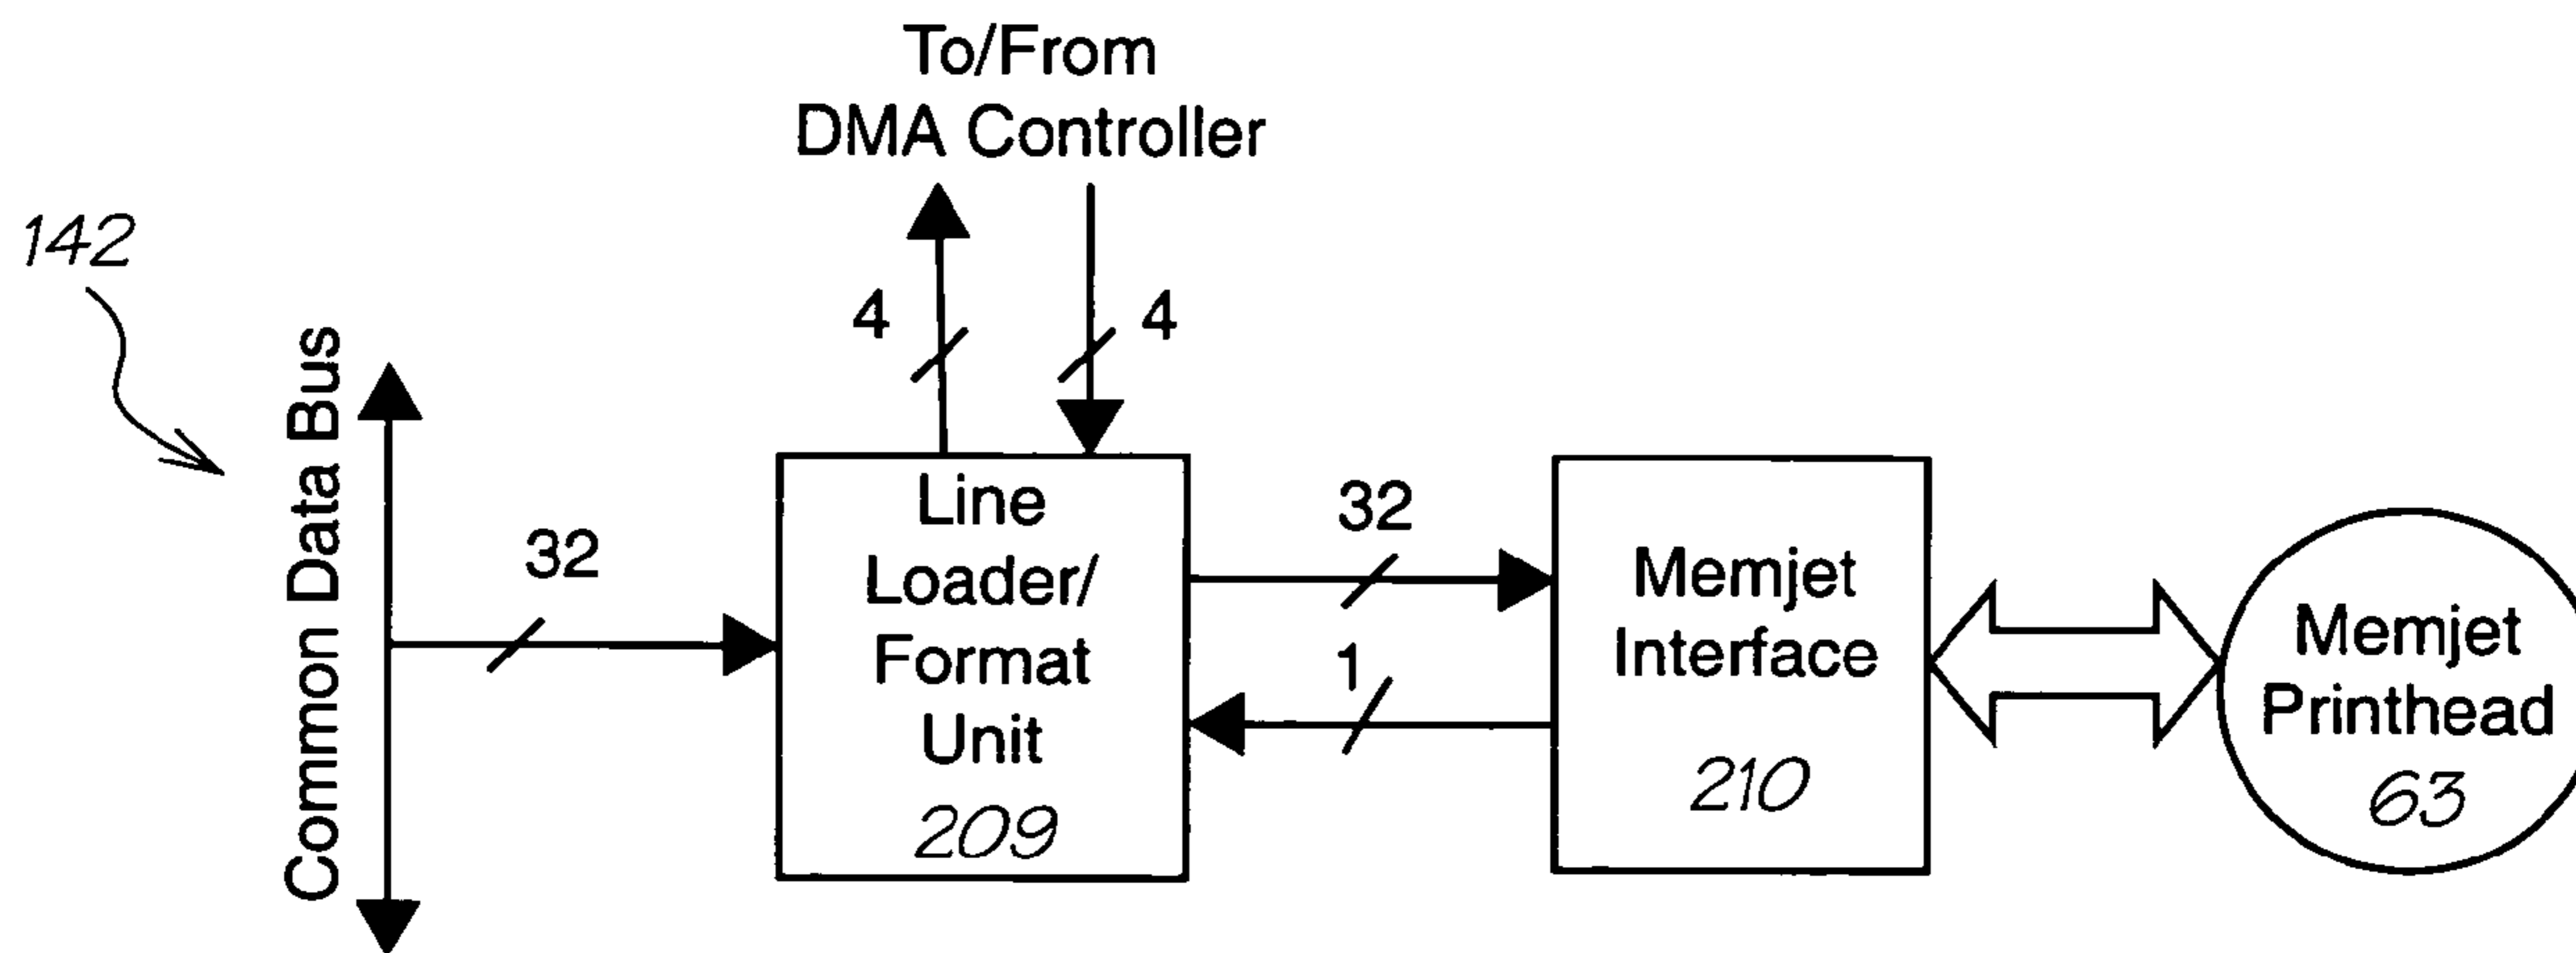 To/From
DMA Controller
142
4
4
Common Data Bus
32
Line
Loader/
Format
Unit
209
32
1
Memjet
Interface
210
Memjet
Printhead
63